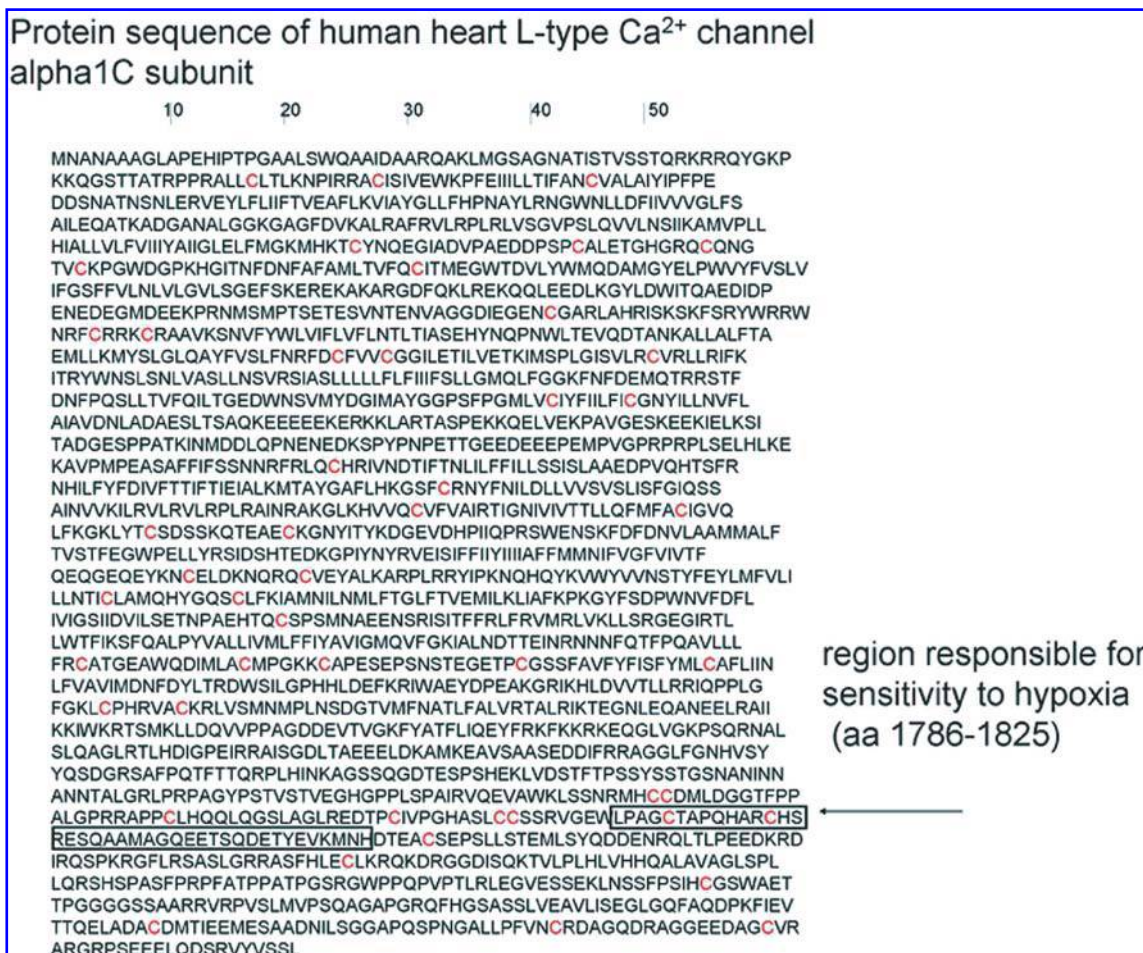 Protein sequence of human heart L-type Ca²⁺ channel
alpha1C subunit
10 20 30 40 50
MNANAAAGLAPEHIPTPGAALSWQAAIDAARQAKLMGSAGNATISTVSSTQRKRRQYGKP
KKQGSTTATRPPRALLCLTLKNPIRRACISIVEWKPFEIIILLTIFANCVALAIYIPFPE
DDSNATNSNLERVEYLFLIIFTVEAFLKVIAYGLLFHPNAYLRNGWNLLDFIIVVVGLFS
AILEQATKADGANALGGKGAGFDVKALRAFRVLRPLRLVSGVPSLQVVLNSIIKAMVPLL
HIALLVLFVIIIYAIIGLELFMGKMHKTCYNQEGIADVPAEDDPSPCALETGHGRQCQNG
TVCKPGWDGPKHGITNFDNFAFAMLTVFQCITMEGWTDVLYWMQDAMGYELPWVYFVSLV
IFGSFFVLNLVLGVLSGEFSKEREKAKARGDFQKLREKQQLEEDLKGYLDWITQAEDIDP
ENEDEGMDEEKPRNMSMPTSETESVNTENVAGGDIEGENCGARLAHRISKSKFSRYWRRW
NRFCRRKCRAAVKSNVFYWLVIFLVFLNTLTIASEHYNQPNWLTEVQDTANKALLALFTA
EMLLKMYSLGLQAYFVSLFNRFDCFVVCGGILETILVETKIMSPLGISVLRCVRLLRIFK
ITRYWNSLSNLVASLLNSVRSIASLLLLLFLFIIIFSLLGMQLFGGKFNFDEMQTRRSTF
DNFPQSLLTVFQILTGEDWNSVMYDGIMAYGGPSFPGMLVCIYFIILFICGNYILLNVFL
AIAVDNLADAESLTSAQKEEEEEKERKKLARTASPEKKQELVEKPAVGESKEEKIELKSI
TADGESPPATKINMDDLQPNENEDKSPYPNPETTGEEDEEEPEMPVGPRPRPLSELHLKE
KAVPMPEASAFFIFSSNNRFRLQCHRIVNDTIFTNLILFFILLSSISLAAEDPVQHTSFR
NHILFYFDIVFTTIFTIEIALKMTAYGAFLHKGSFCRNYFNILDLLVVSVSLISFGIQSS
AINVVKILRVLRVLRPLRAINRAKGLKHVVQCVFVAIRTIGNIVIVTTLLQFMFACIGVQ
LFKGKLYTCSDSSKQTEAECKGNYITYKDGEVDHPIIQPRSWENSKFDFDNVLAAMMALF
TVSTFEGWPELLYRSIDSHTEDKGPIYNYRVEISIFFIIYIIIIAFFMMNIFVGFVIVTF
QEQGEQEYKNCELDKNQRQCVEYALKARPLRRYIPKNQHQYKVWYVVNSTYFEYLMFVLI
LLNTICLAMQHYGQSCLFKIAMNILNMLFTGLFTVEMILKLIAFKPKGYFSDPWNVFDFL
IVIGSIIDVILSETNPAEHTQCSPSMNAEENSRISITFFRLFRVMRLVKLLSRGEGIRTL
LWTFIKSFQALPYVALLIVMLFFIYAVIGMQVFGKIALNDTTEINRNNNFQTFPQAVLLL
FRCATGEAWQDIMLACMPGKKCAPESEPSNSTEGETPCGSSFAVFYFISFYMLCAFLIIN
LFVAVIMDNFDYLTRDWSILGPHHLDEFKRIWAEYDPEAKGRIKHLDVVTLLRRIQPPLG
FGKLCPHRVACKRLVSMNMPLNSDGTVMFNATLFALVRTALRIKTEGNLEQANEELRAII
KKIWKRTSMKLLDQVVPPAGDDEVTVGKFYATFLIQEYFRKFKKRKEQGLVGKPSQRNAL
SLQAGLRTLHDIGPEIRRAISGDLTAEEELDKAMKEAVSAASEDDIFRRAGGLFGNHVSY
YQSDGRSAFPQTFTTQRPLHINKAGSSQGDTESPSHEKLVDSTFTPSSYSSTGSNANINN
ANNTALGRLPRPAGYPSTVSTVEGHGPPLSPAIRVQEVAWKLSSNRMHCCDMLDGGTFPP
ALGPRRAPPCLHQQLQGSLAGLREDTPCIVPGHASLCCSSRVGEWLPAGCTAPQHARCHS
RESQAAMAGQEETSQDETYEVKMNHDTEACSEPSLLSTEMLSYQDDENRQLTLPEEDKRD
IRQSPKRGFLRSASLGRRASFHLECLKRQKDRGGDISQKTVLPLHLVHHQALAVAGLSPL
LQRSHSPASFPRPFATPPATPGSRGWPPQPVPTLRLEGVESSEKLNSSFPSIHCGSWAET
TPGGGGSSAARRVRPVSLMVPSQAGAPGRQFHGSASSLVEAVLISEGLGQFAQDPKFIEV
TTQELADACDMTIEEMESAADNILSGGAPQSPNGALLPFVNCRDAGQDRAGGEEDAGCVR
ARGRPSEEELQDSRVYVSSL
region responsible for
sensitivity to hypoxia
(aa 1786-1825)